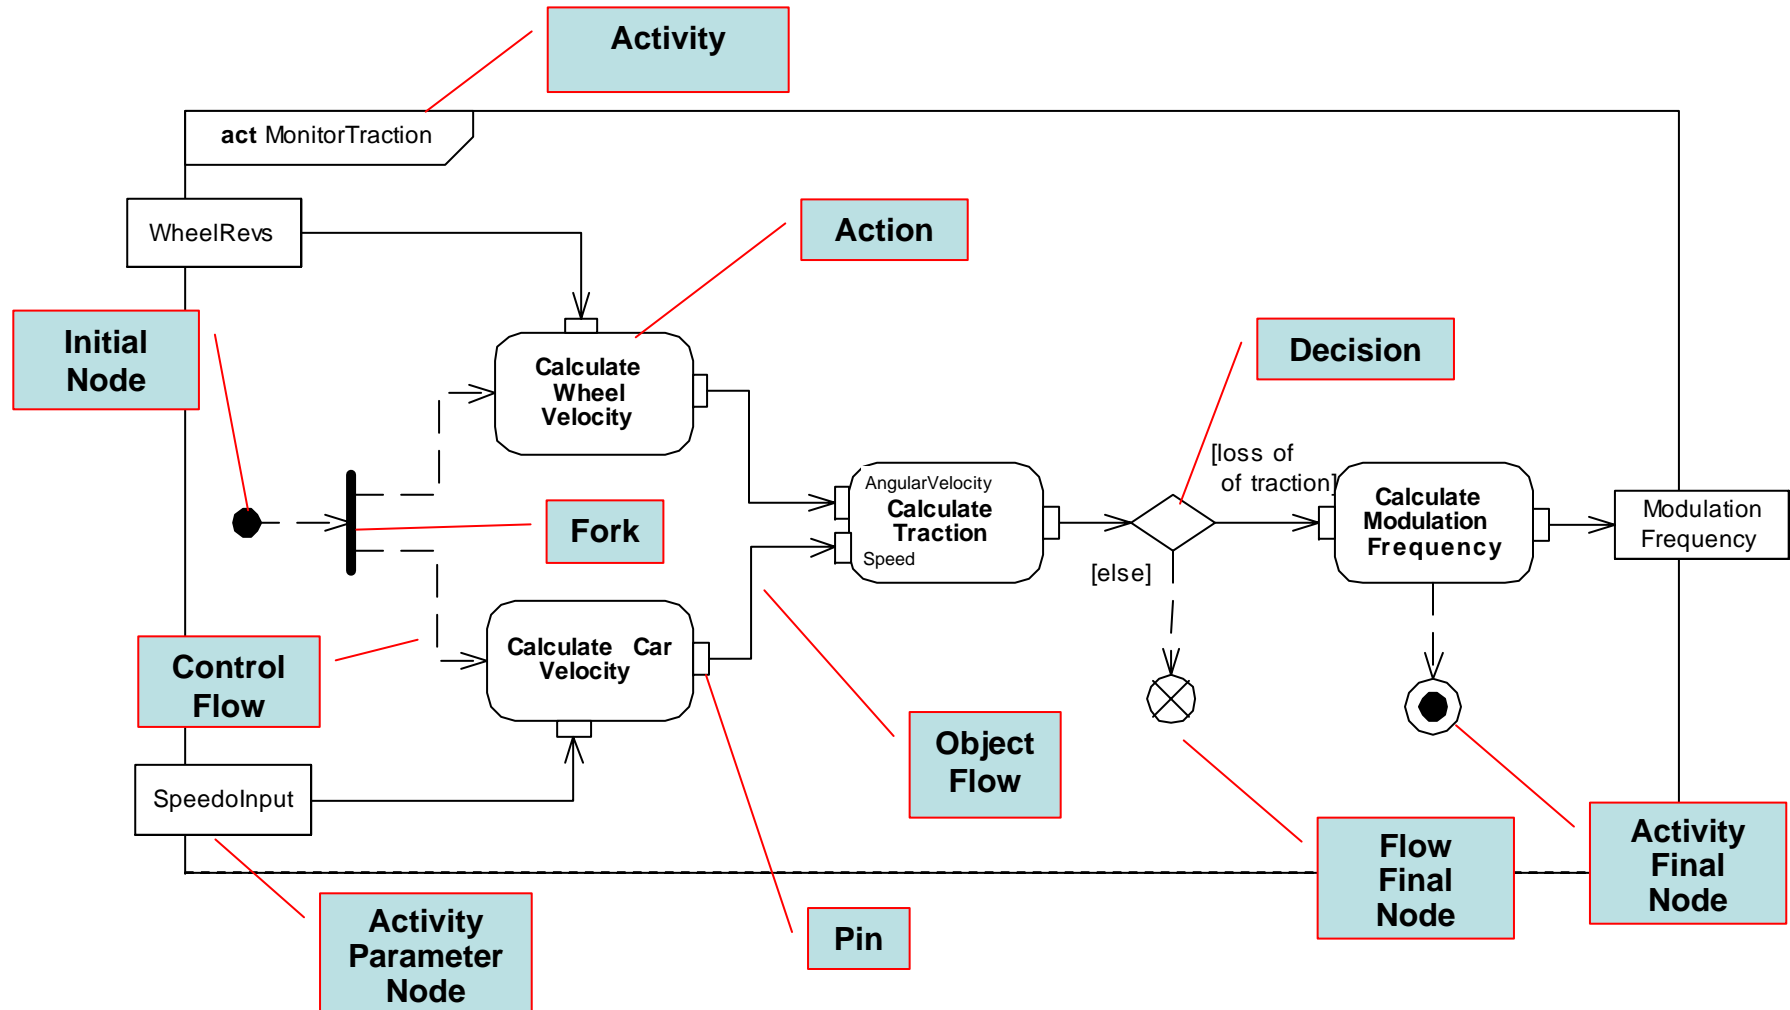 Activity
act MonitorTraction
WheelRevs
Action
Initial
Node
Calculate
Wheel
Velocity
Decision
[loss of
of traction]
AngularVelocity
Calculate
Traction
Speed
Calculate
Modulation
Frequency
Modulation
Frequency
Fork
[else]
Calculate Car
Velocity
Control
Flow
Object
Flow
SpeedoInput
Flow
Final
Node
Activity
Final
Node
Activity
Parameter
Node
Pin